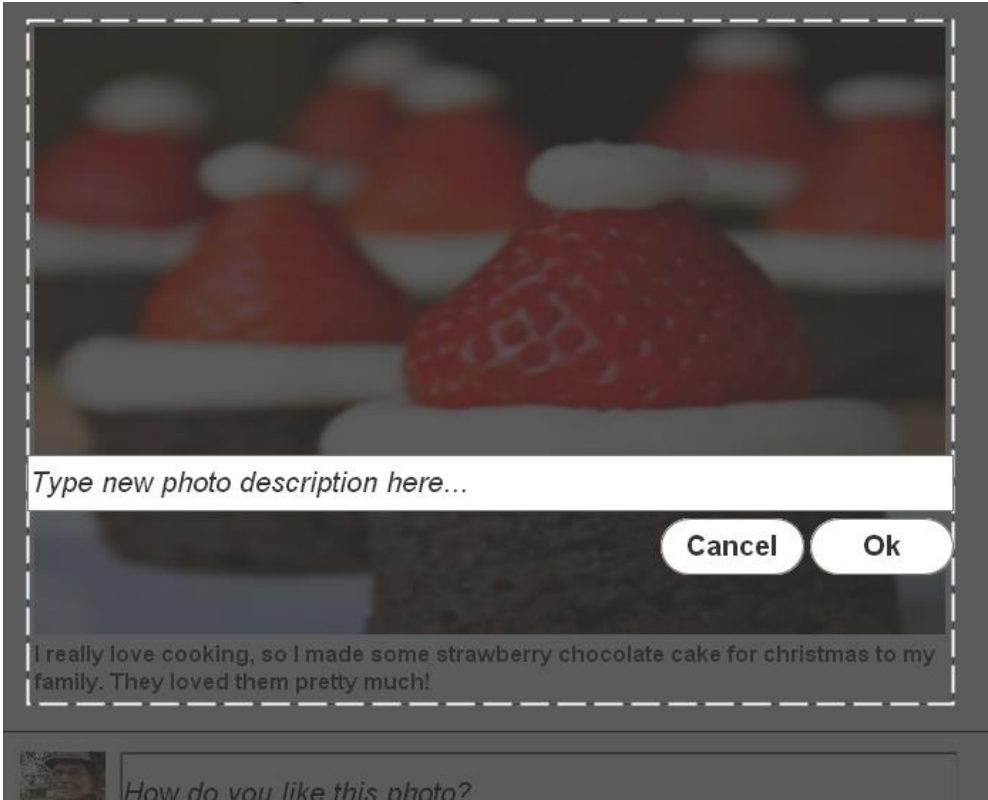 Type new photo description here...
Cancel
Ok
I really love cooking, so I made some strawberry chocolate cake for christmas to my
family. They loved them pretty much!
How do you like this photo?